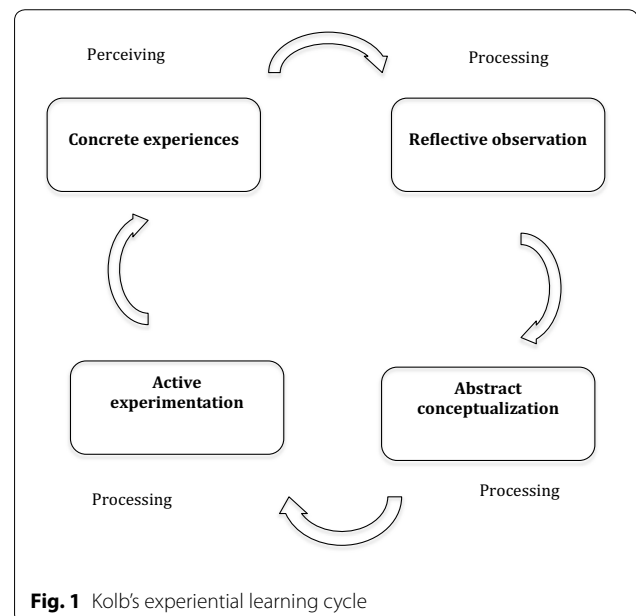 Perceiving
Processing
Concrete experiences
Reflective observation
Active
experimentation
Abstract
conceptualization
Processing
Processing
Fig. 1 Kolb's experiential learning cycle